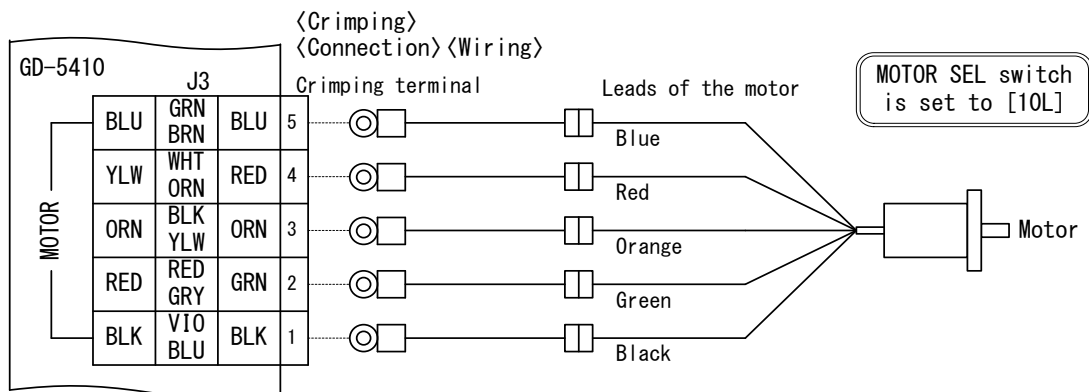 〈Crimping〉
〈Connection〉〈Wiring〉
GD-5410
J3
Crimping terminal
Leads of the motor
MOTOR SEL switch
is set to [10L]
MOTOR
BLU GRN BRN BLU 5
Blue
YLW WHT ORN RED 4
Red
ORN BLK YLW ORN 3
Orange
Motor
RED RED GRY GRN 2
Green
BLK VIO BLU BLK 1
Black